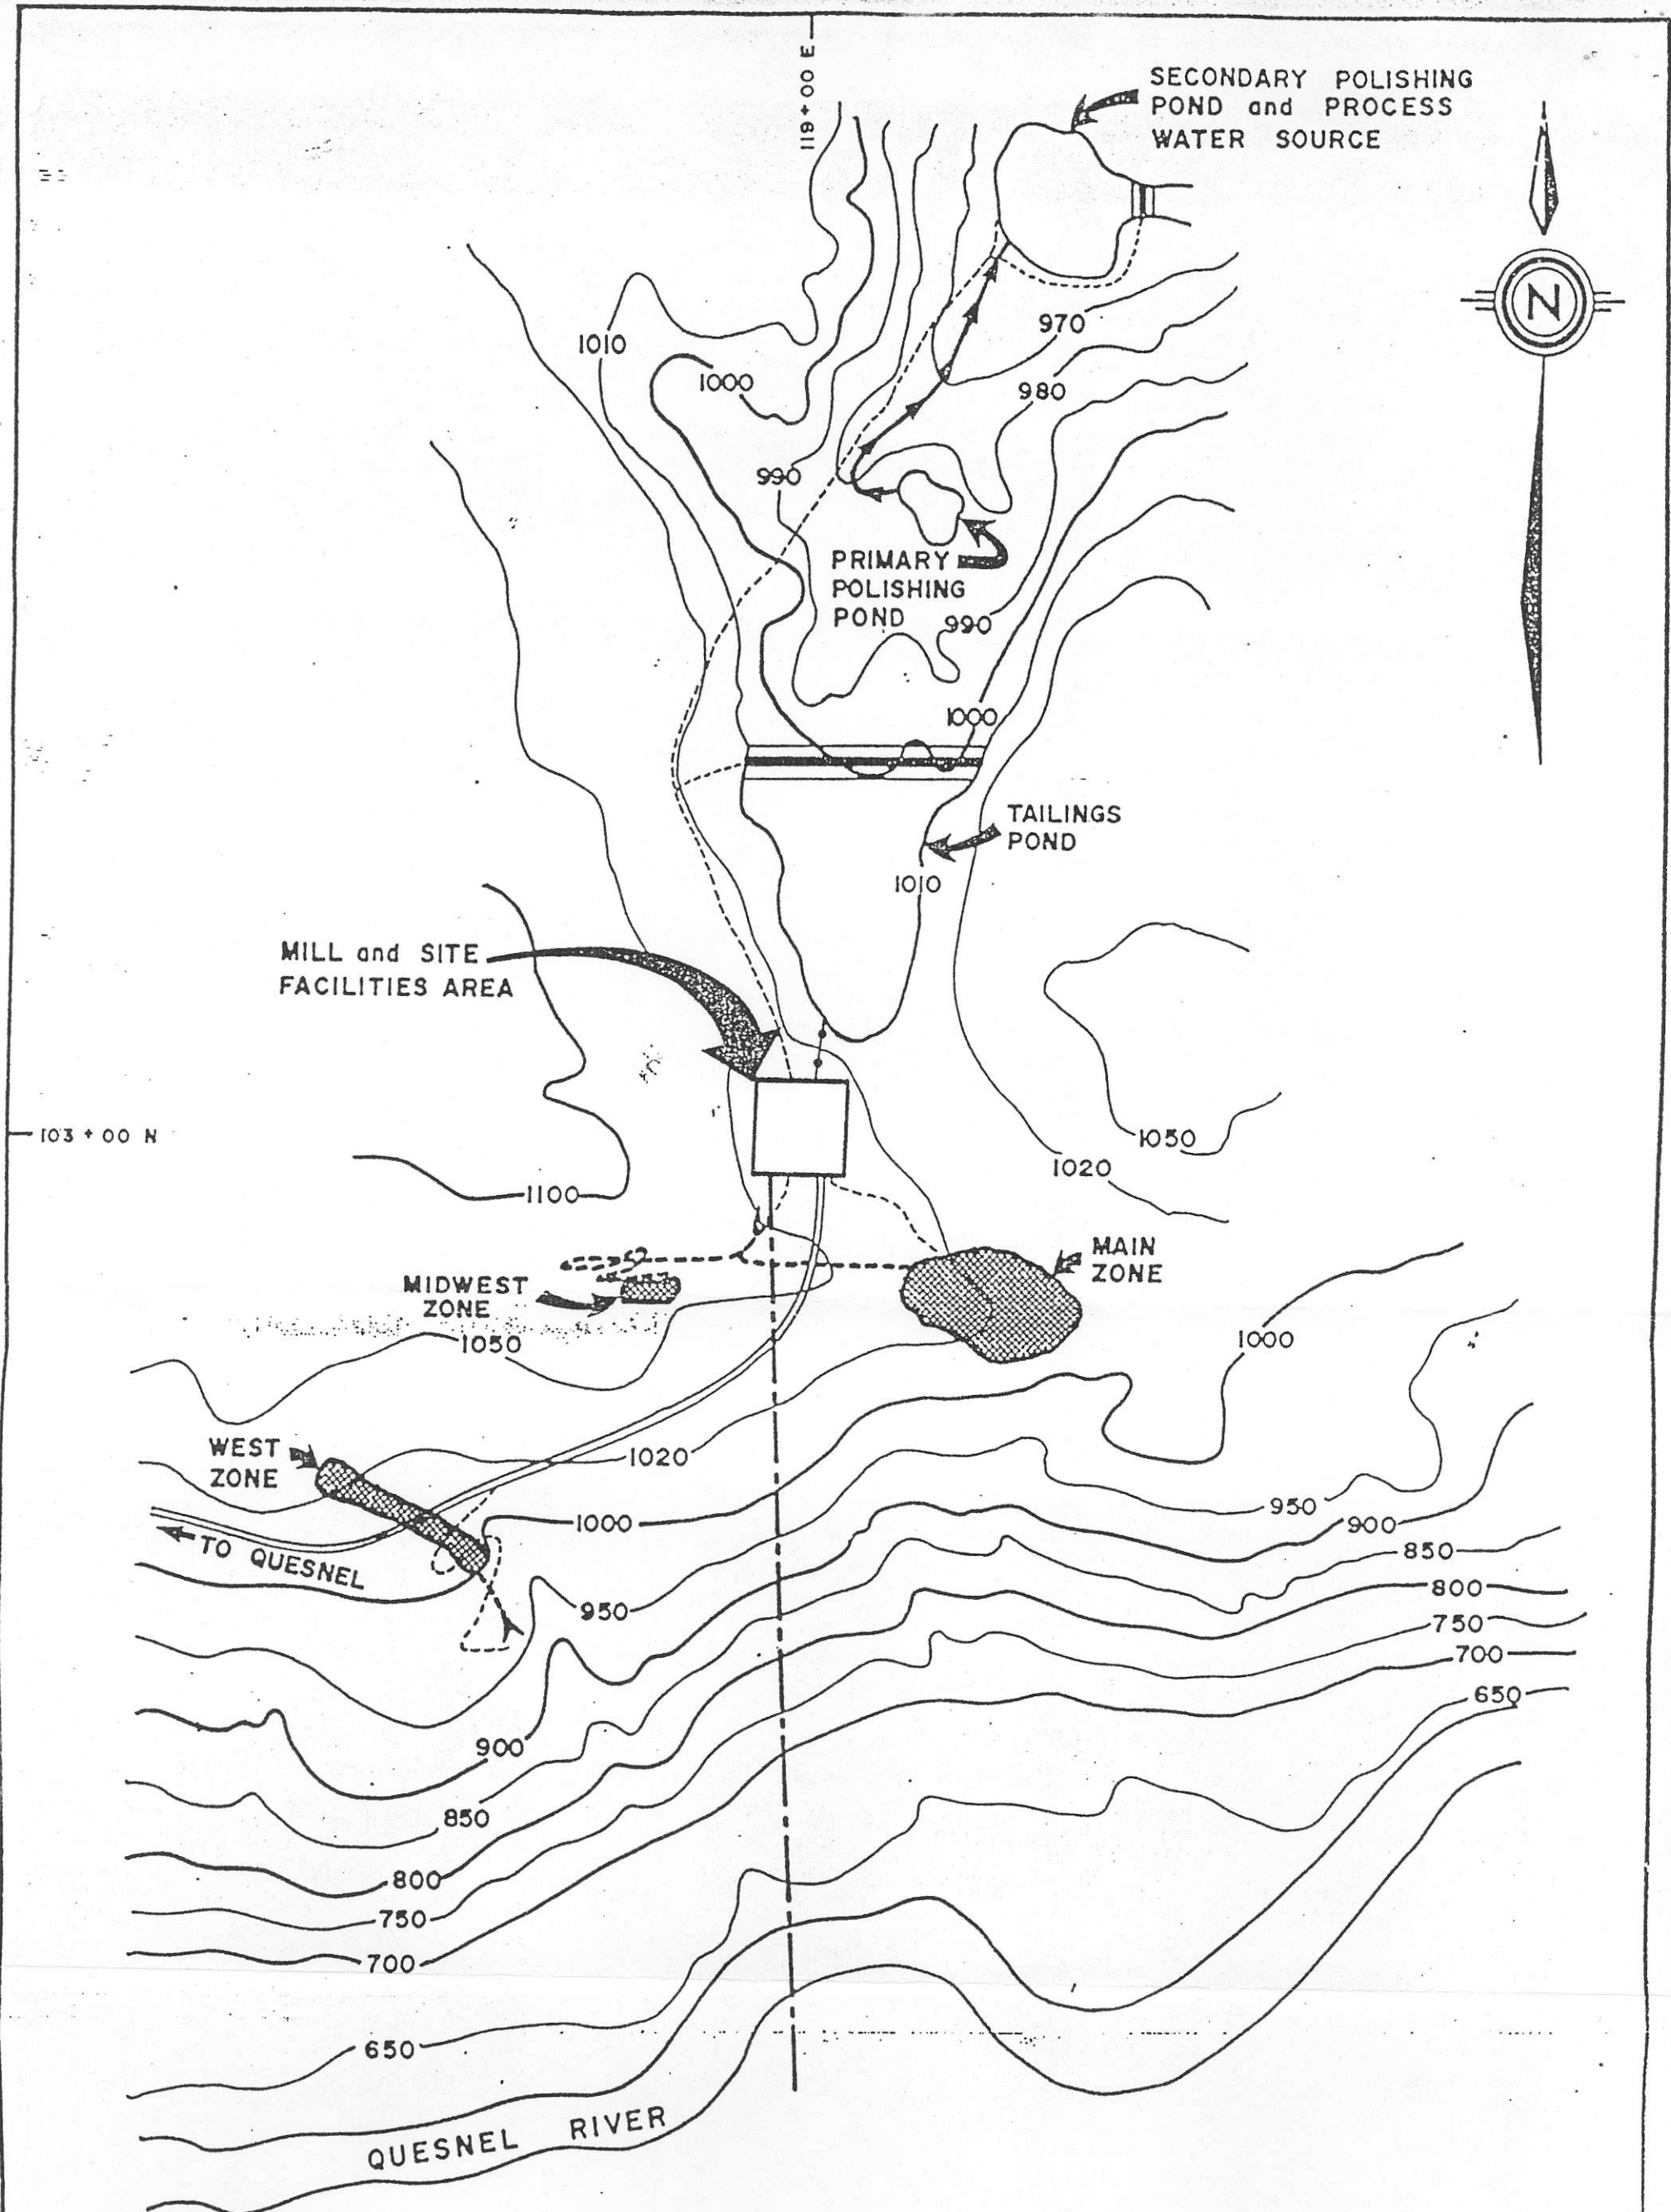 119+00 E
SECONDARY POLISHING
POND and PROCESS
WATER SOURCE
N
970
1010
1000
980
990
PRIMARY
POLISHING
POND
990
1000
TAILINGS
POND
1010
MILL and SITE
FACILITIES AREA
103+00 N
1050
1020
1100
MAIN
ZONE
MIDWEST
ZONE
1000
1050
WEST
ZONE
1020
950
1000
900
TO QUESNEL
850
800
950
750
700
650
900
850
800
750
700
650
QUESNEL RIVER